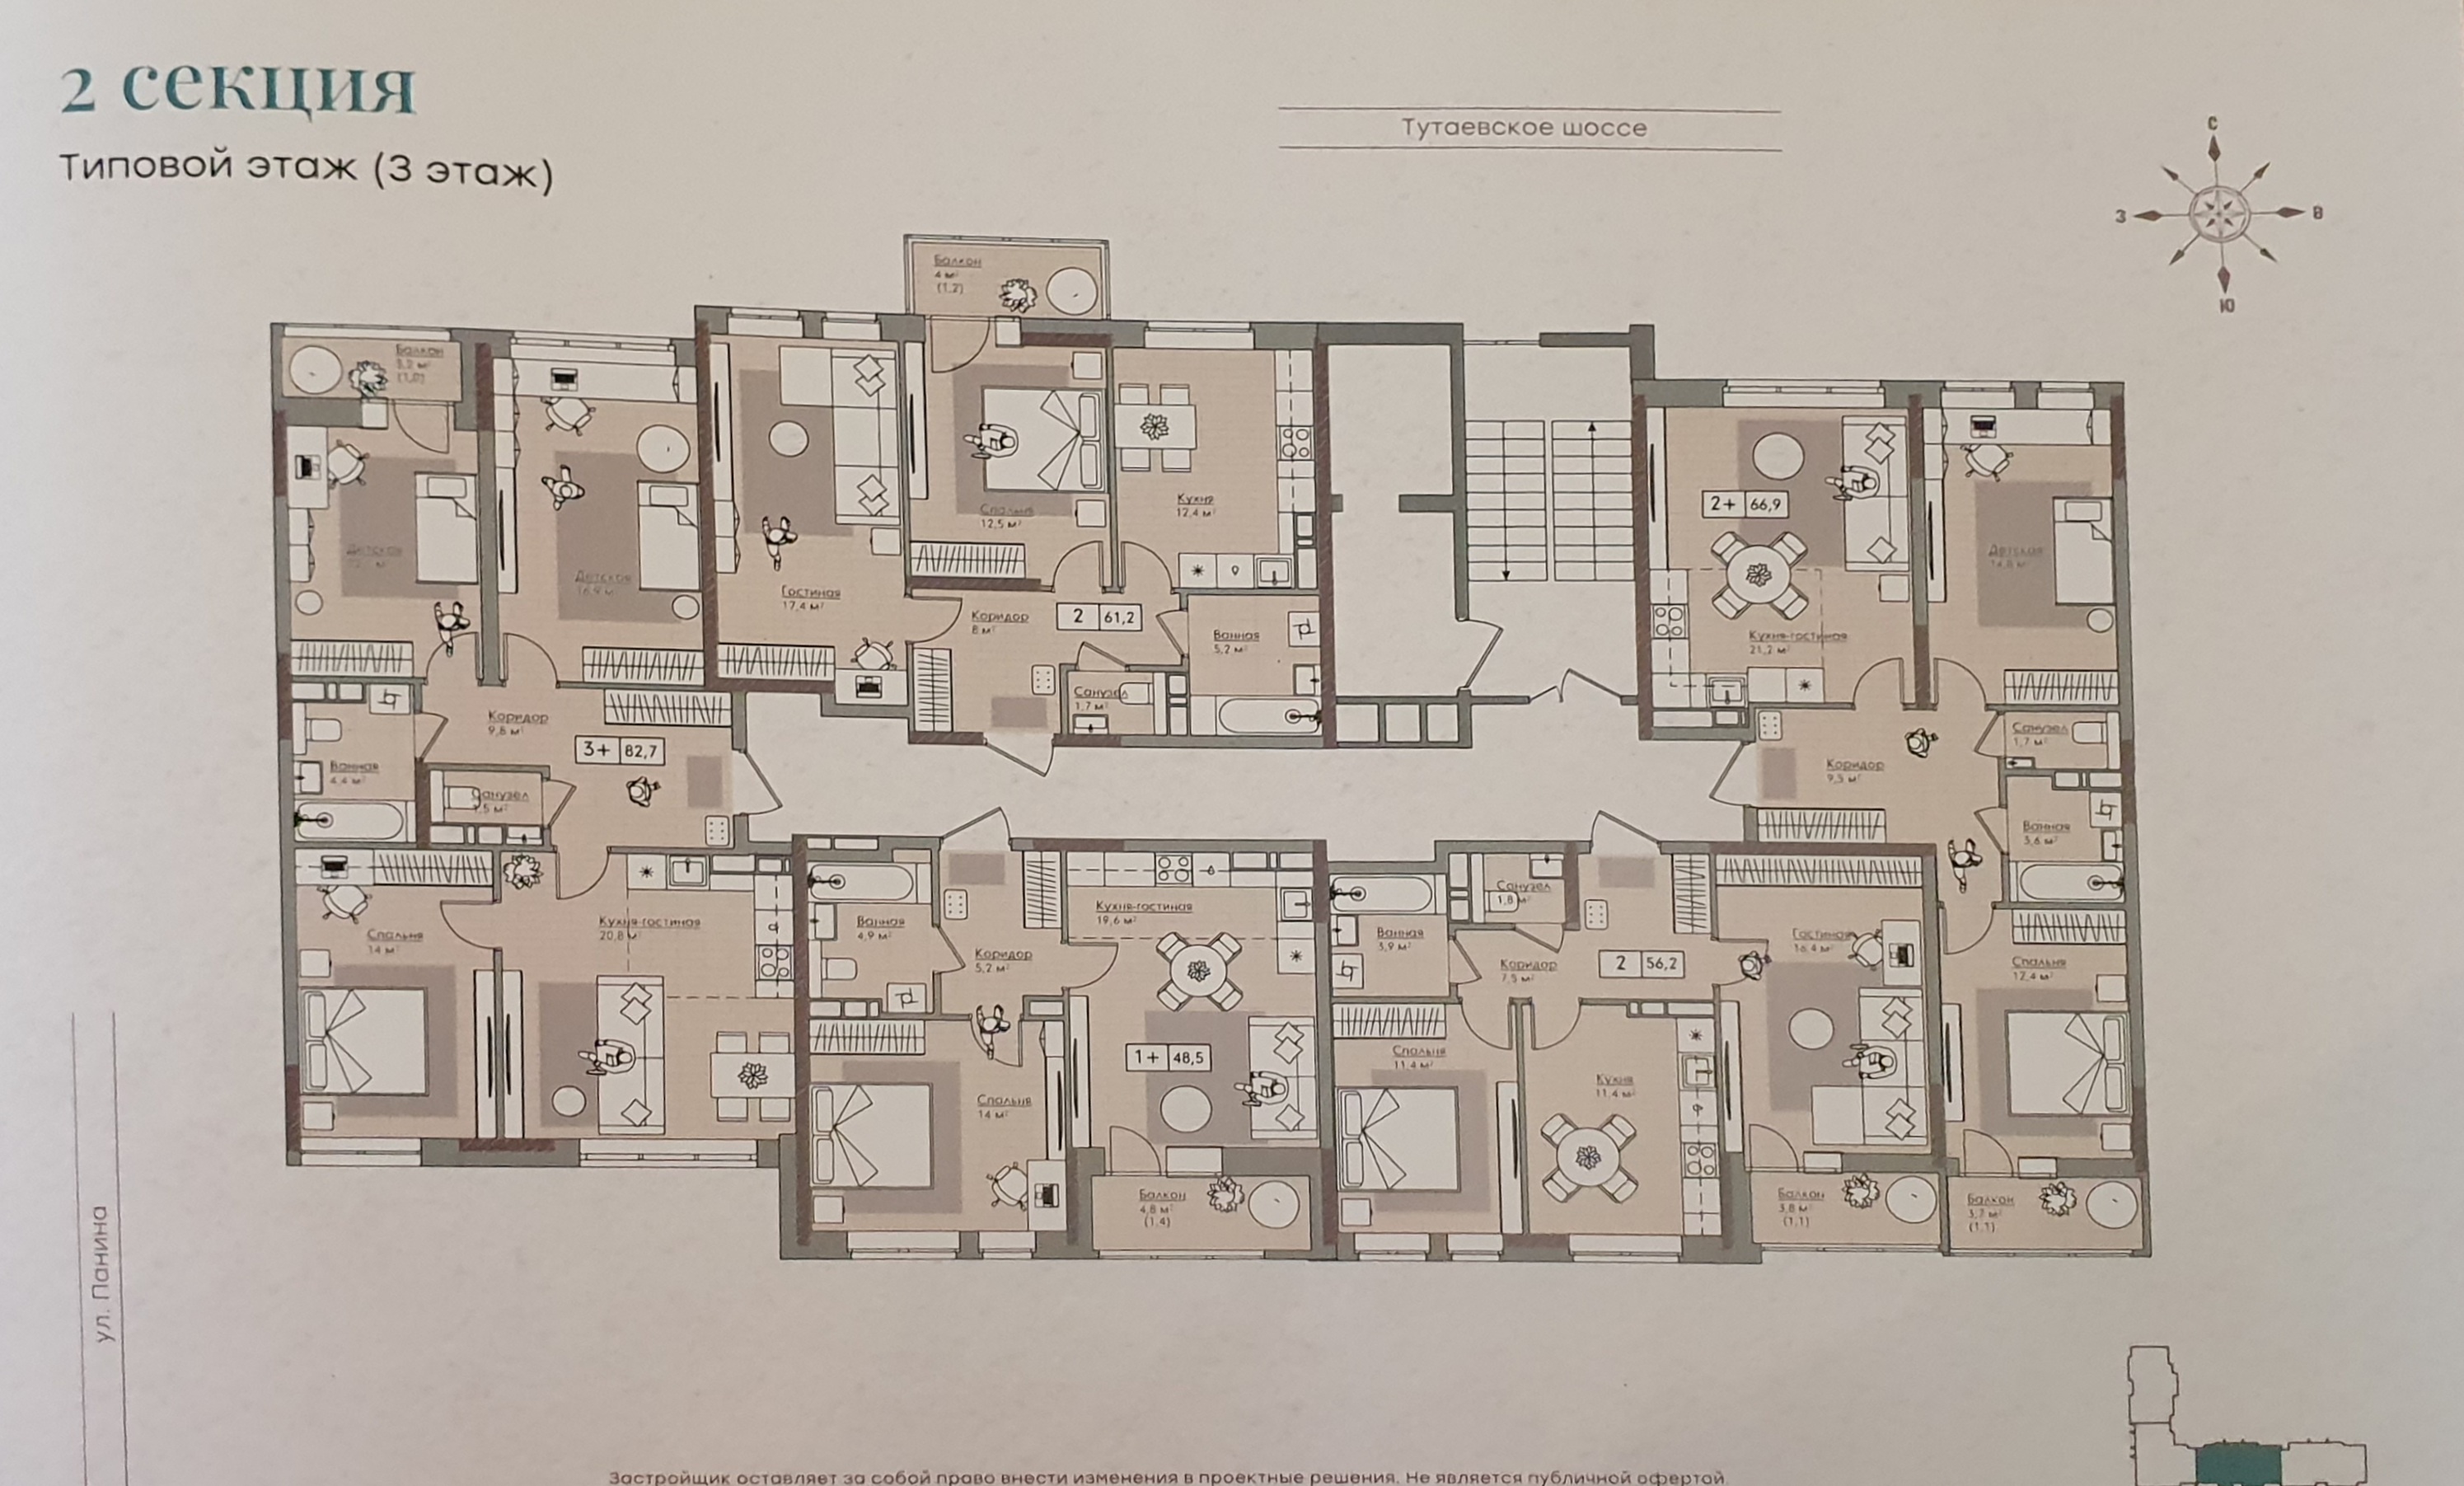 2 секция
Типовой этаж (3 этаж)
Тутаевское шоссе
С
З
В
Ю
ул. Панина
Балкон
4 м²
(1,2)
Балкон
Детская
Детская
16,9 м²
Гостиная
17,4 м²
Спальня
12,5 м²
Кухня
12,4 м²
Коридор
8 м²
2 61,2
Ванная
5,2 м²
Санузел
1,7 м²
2+ 66,9
Кухня-гостиная
21,2 м²
Детская
14,8 м²
Коридор
9,8 м²
3+ 82,7
Ванная
4,4 м²
Санузел
1,5 м²
Коридор
9,5 м²
Санузел
1,7 м²
Ванная
3,6 м²
Спальня
14 м²
Кухня-гостиная
20,8 м²
Ванная
4,9 м²
Коридор
5,2 м²
Кухня-гостиная
19,6 м²
1+ 48,5
Спальня
14 м²
Балкон
4,8 м²
(1,4)
Ванная
3,9 м²
Санузел
1,8 м²
Коридор
7,5 м²
2 56,2
Спальня
11,4 м²
Кухня
11,4 м²
Гостиная
16,4 м²
Спальня
12,4 м²
Балкон
3,8 м²
(1,1)
Балкон
3,7 м²
(1,1)
Застройщик оставляет за собой право внести изменения в проектные решения. Не является публичной офертой.